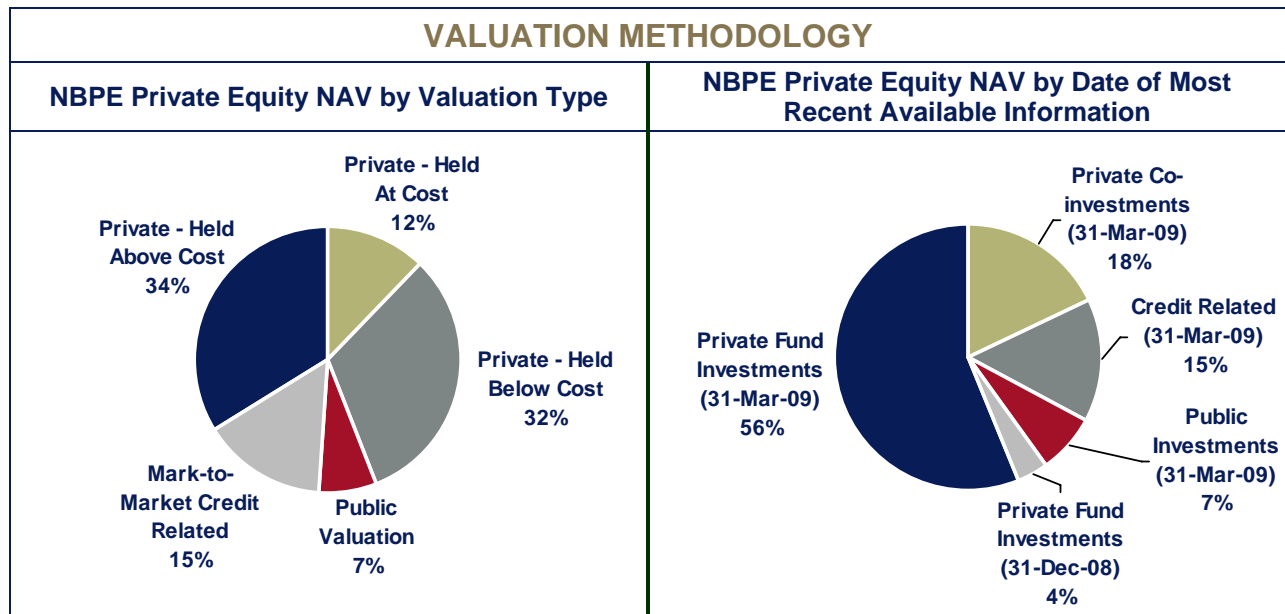 VALUATION METHODOLOGY
NBPE Private Equity NAV by Valuation Type
Private - Held
At Cost
12%
Private - Held
Above Cost
34%
Private - Held
Below Cost
32%
Mark-to-
Market Credit
Related
15%
Public
Valuation
7%
NBPE Private Equity NAV by Date of Most
Recent Available Information
Private Co-
investments
(31-Mar-09)
18%
Credit Related
(31-Mar-09)
15%
Private Fund
Investments
(31-Mar-09)
56%
Public
Investments
(31-Mar-09)
7%
Private Fund
Investments
(31-Dec-08)
4%